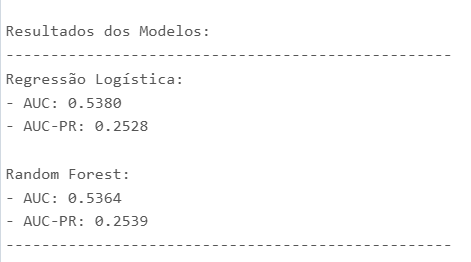 Resultados dos Modelos:
--------------------------------------------------
Regressão Logística:
- AUC: 0.5380
- AUC-PR: 0.2528
Random Forest:
- AUC: 0.5364
- AUC-PR: 0.2539
--------------------------------------------------